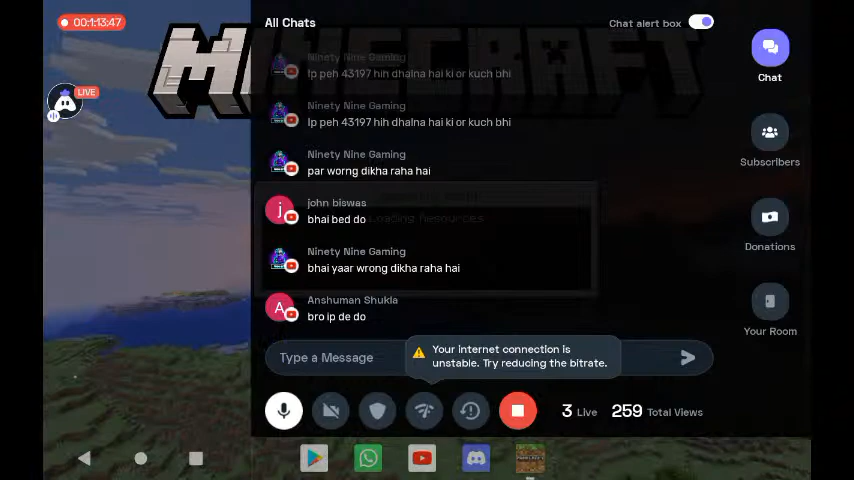 00:1:13:47
All Chats
Chat alert box
MINECRAFT
LIVE
Chat
Ninety Nine Gaming
Ip peh 43197 hih dhalna hai ki or kuch bhi
Ninety Nine Gaming
Ip peh 43197 hih dhalna hai ki or kuch bhi
Subscribers
Ninety Nine Gaming
par worng dikha raha hai
john biswas
bhai bed do
Loading Resources
Donations
Ninety Nine Gaming
bhai yaar wrong dikha raha hai
Anshuman Shukla
bro ip de do
Your Room
Type a Message
Your internet connection is
unstable. Try reducing the bitrate.
3 Live 259 Total Views